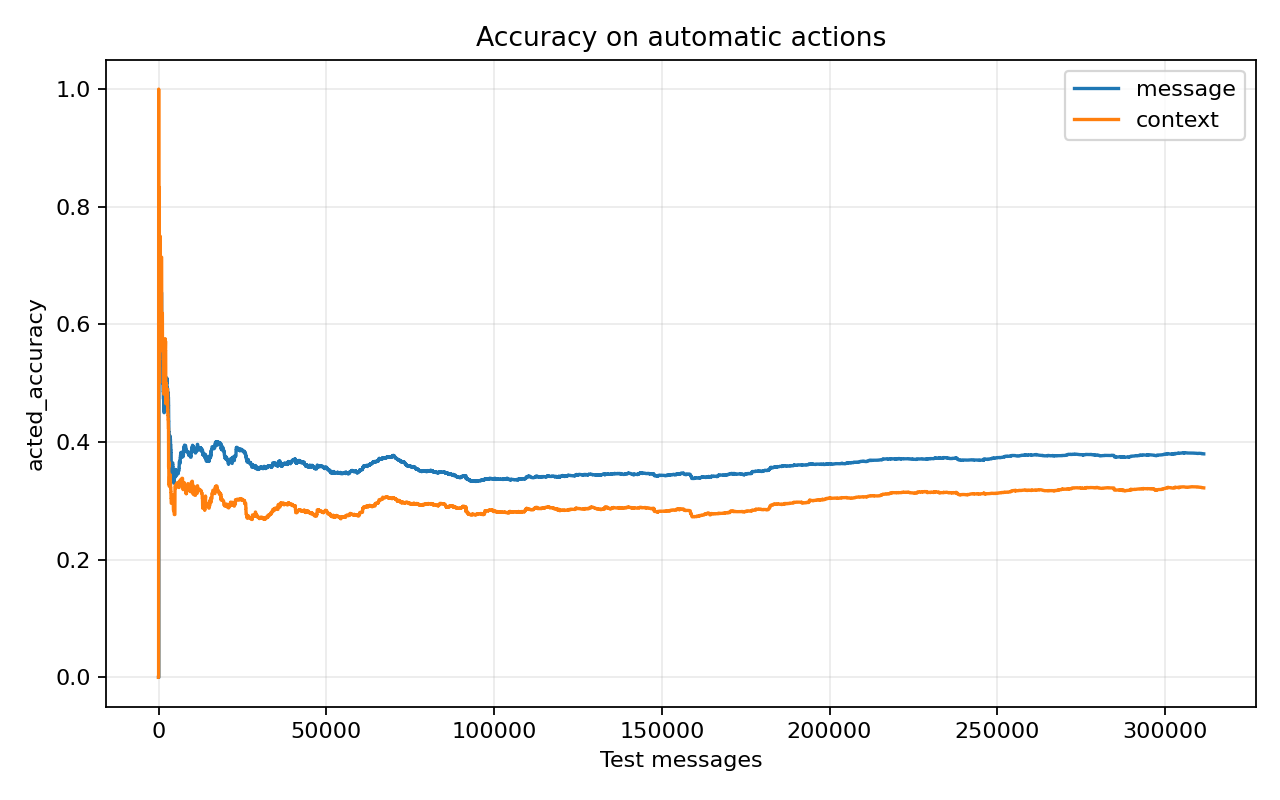 Accuracy on automatic actions
message
context
acted_accuracy
1.0
0.8
0.6
0.4
0.2
0.0
0 50000 100000 150000 200000 250000 300000
Test messages